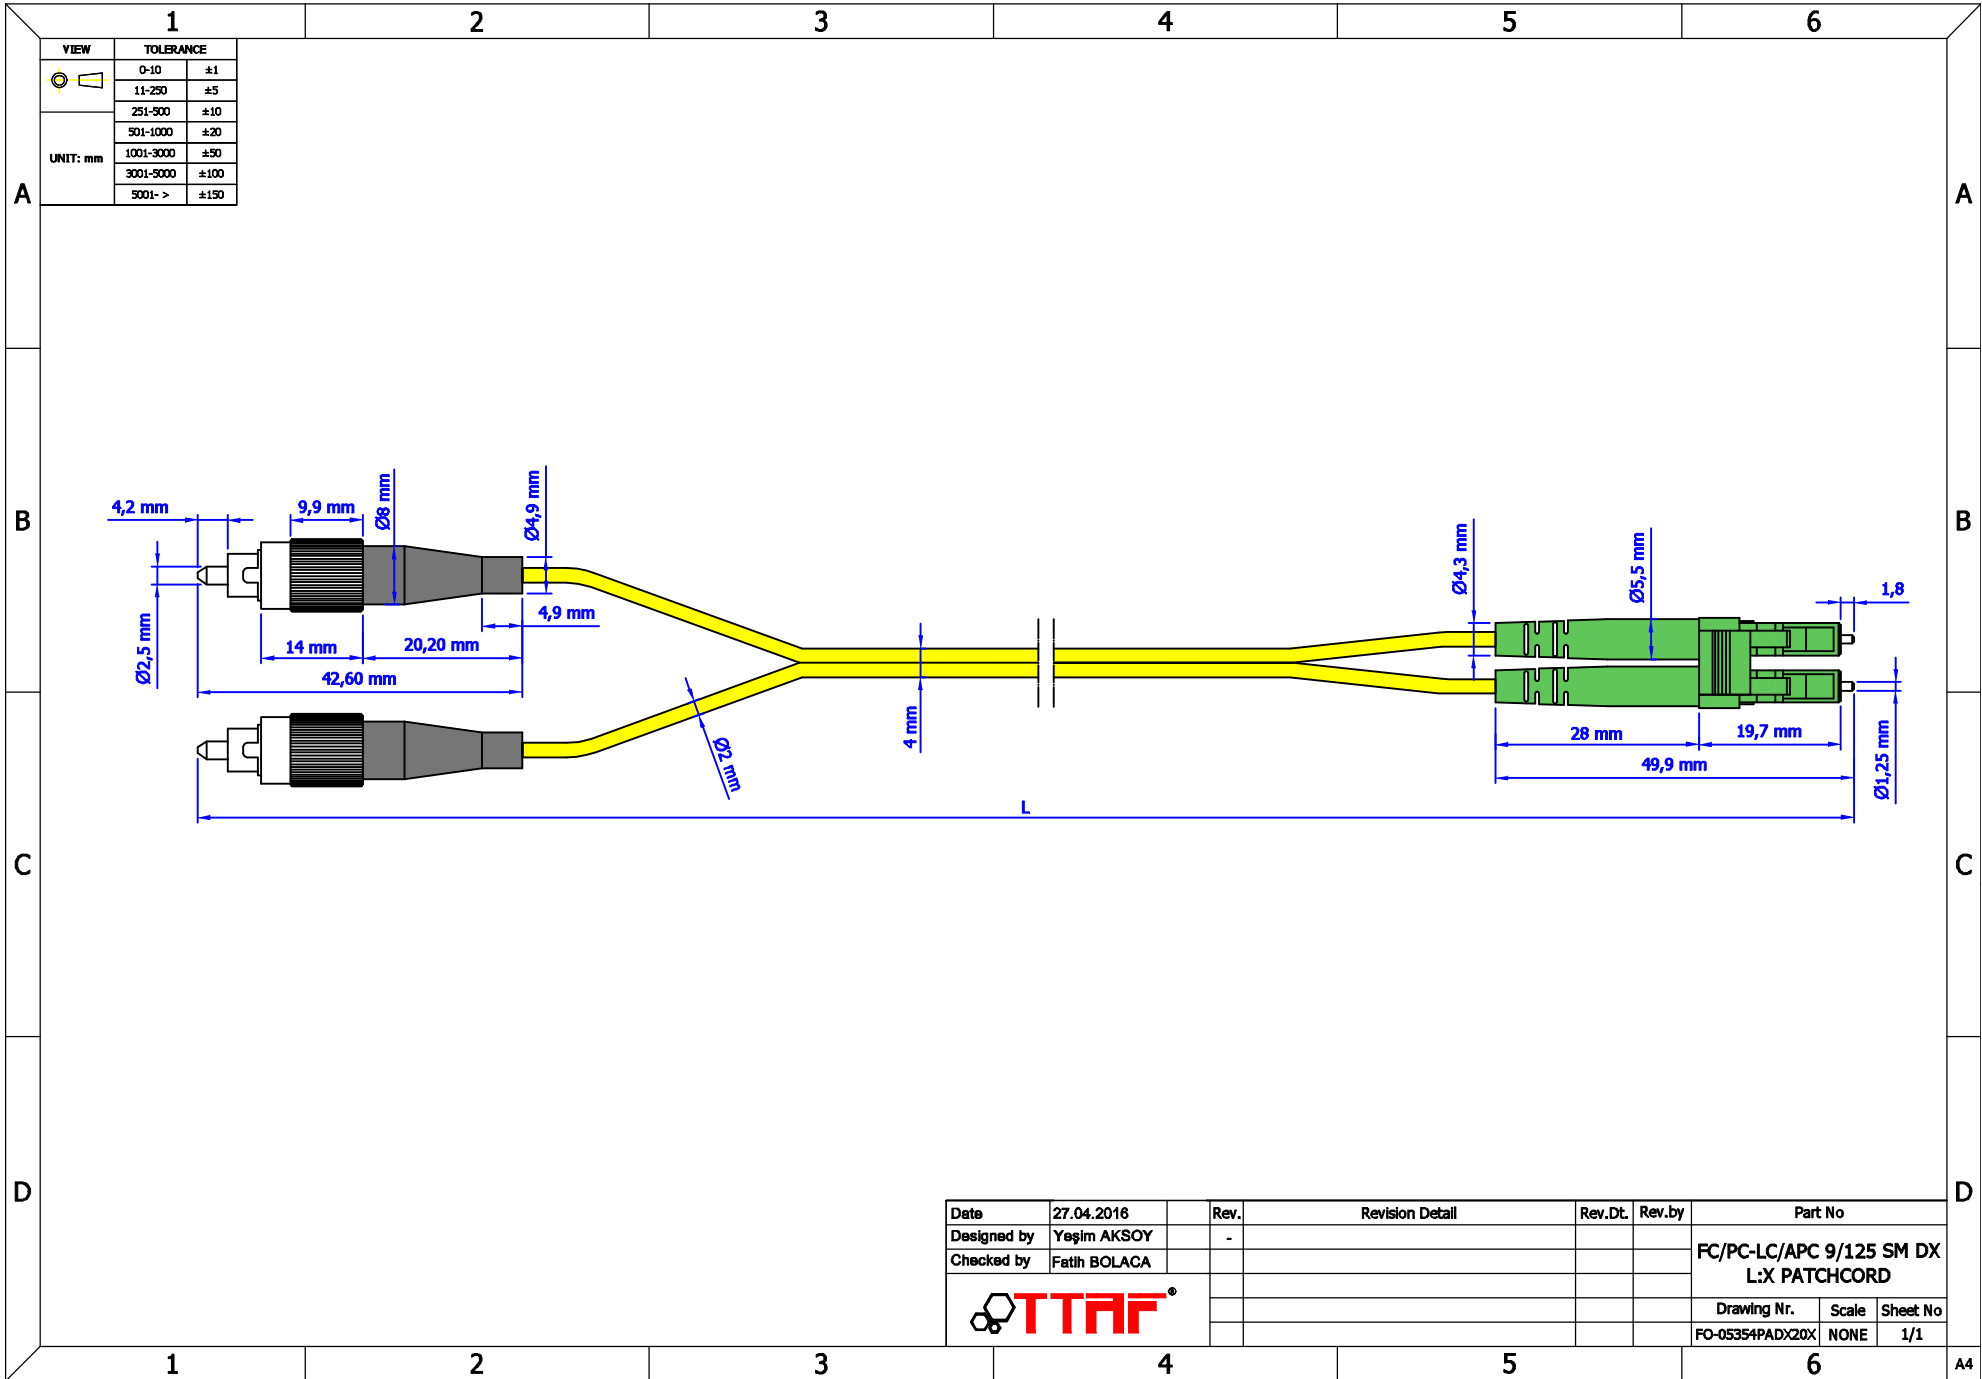 1 2 3 4 5 6
VIEW TOLERANCE
0-10 ±1
11-250 ±5
251-500 ±10
501-1000 ±20
UNIT: mm
1001-3000 ±50
3001-5000 ±100
5001- > ±150
A A
B B
C C
D D
4,2 mm
9,9 mm
Ø8 mm
Ø4,9 mm
Ø2,5 mm
14 mm
20,20 mm
4,9 mm
42,60 mm
Ø2 mm
4 mm
L
Ø4,3 mm
Ø5,5 mm
1,8
28 mm
19,7 mm
49,9 mm
Ø1,25 mm
Date 27.04.2016 Rev. Revision Detail Rev.Dt. Rev.by Part No
Designed by Yeşim AKSOY -
Checked by Fatih BOLACA
FC/PC-LC/APC 9/125 SM DX
L:X PATCHCORD
TTAF®
Drawing Nr. Scale Sheet No
FO-05354PADX20X NONE 1/1
1 2 3 4 5 6
A4